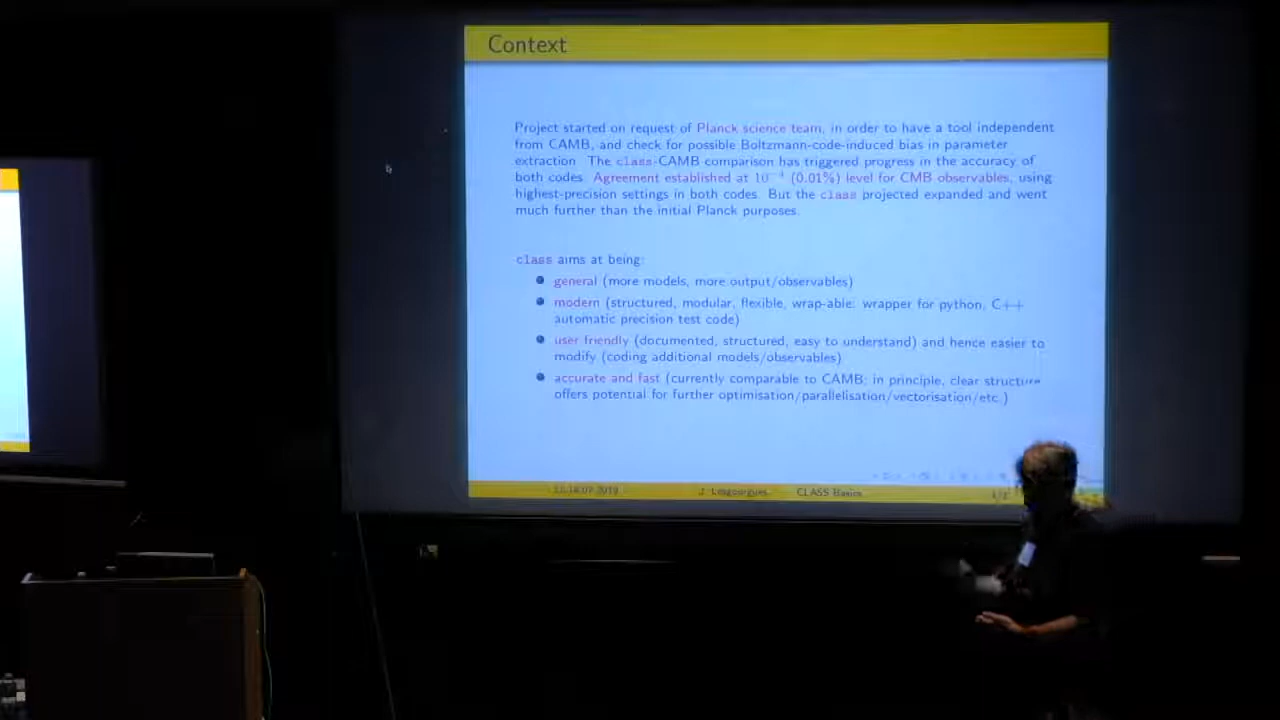 Context
Project started on request of Planck science team, in order to have a tool independent
from CAMB, and check for possible Boltzmann-code-induced bias in parameter
extraction. The class-CAMB comparison has triggered progress in the accuracy of
both codes. Agreement established at 10⁻⁴ (0.01%) level for CMB observables, using
highest-precision settings in both codes. But the class projected expanded and went
much further than the initial Planck purposes.
class aims at being:
general (more models, more output/observables)
modern (structured, modular, flexible, wrap-able: wrapper for python, C++
automatic precision test code)
user friendly (documented, structured, easy to understand) and hence easier to
modify (coding additional models/observables)
accurate and fast (currently comparable to CAMB; in principle, clear structure
offers potential for further optimisation/parallelisation/vectorisation/etc.)
J. Lesgourgues CLASS Basics